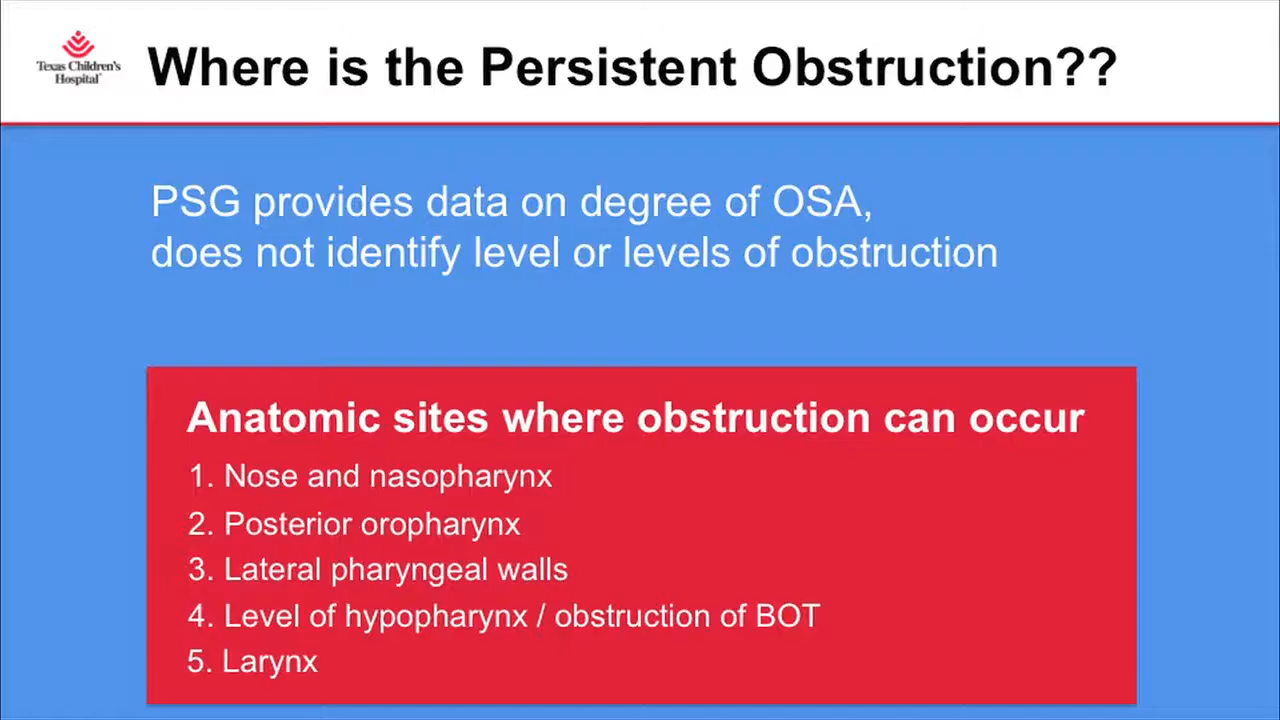 Texas Children's
Hospital
Where is the Persistent Obstruction??
PSG provides data on degree of OSA,
does not identify level or levels of obstruction
Anatomic sites where obstruction can occur
1. Nose and nasopharynx
2. Posterior oropharynx
3. Lateral pharyngeal walls
4. Level of hypopharynx / obstruction of BOT
5. Larynx